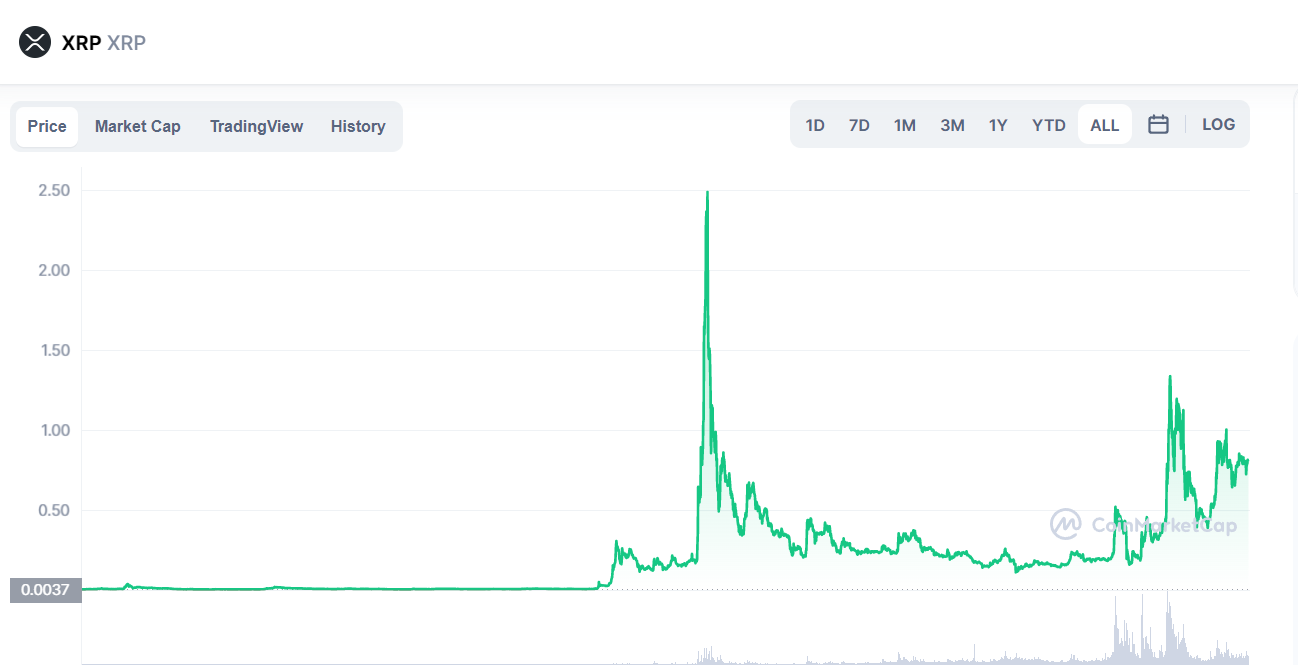 XRP XRP
Price Market Cap TradingView History
1D 7D 1M 3M 1Y YTD ALL LOG
2.50
2.00
1.50
1.00
0.50
CoinMarketCap
0.0037